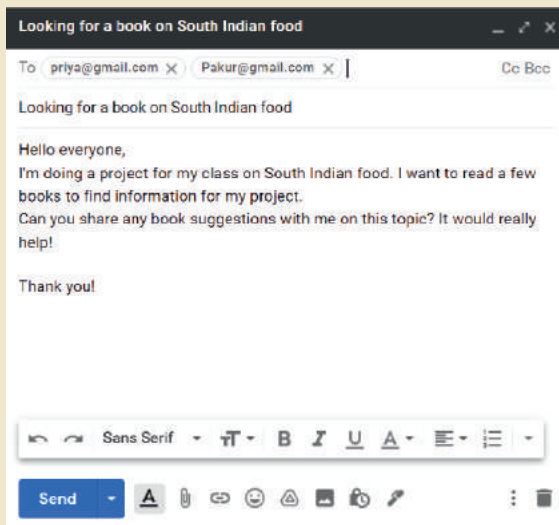 Looking for a book on South Indian food
To priya@gmail.com Pakur@gmail.com Cc Bcc
Looking for a book on South Indian food
Hello everyone,
I'm doing a project for my class on South Indian food. I want to read a few
books to find information for my project.
Can you share any book suggestions with me on this topic? It would really
help!
Thank you!
Sans Serif
Send